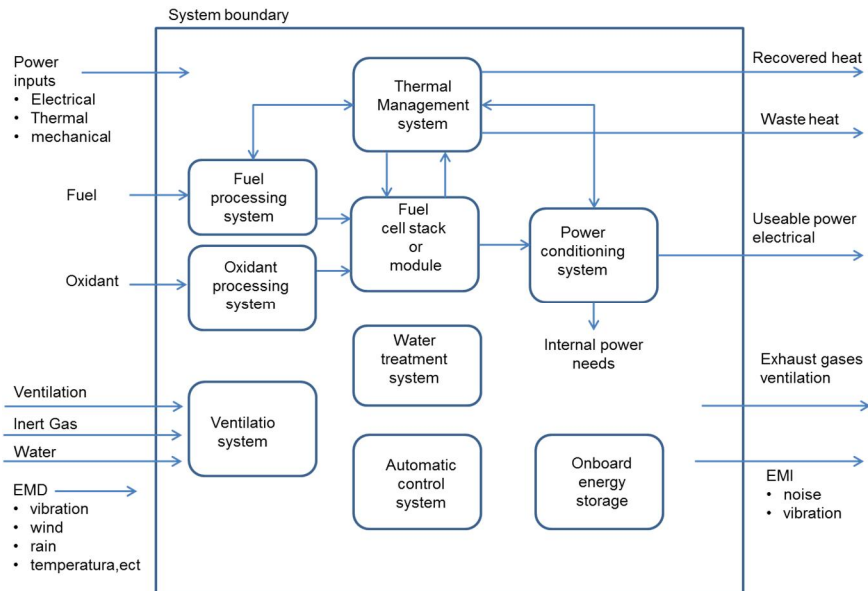 System boundary
Power
inputs
• Electrical
• Thermal
• mechanical
Fuel
Oxidant
Ventilation
Inert Gas
Water
EMD
• vibration
• wind
• rain
• temperatura,ect
Thermal
Management
system
Fuel
processing
system
Fuel
cell stack
or
module
Oxidant
processing
system
Power
conditioning
system
Water
treatment
system
Internal power
needs
Ventilatio
system
Automatic
control
system
Onboard
energy
storage
Recovered heat
Waste heat
Useable power
electrical
Exhaust gases
ventilation
EMI
• noise
• vibration